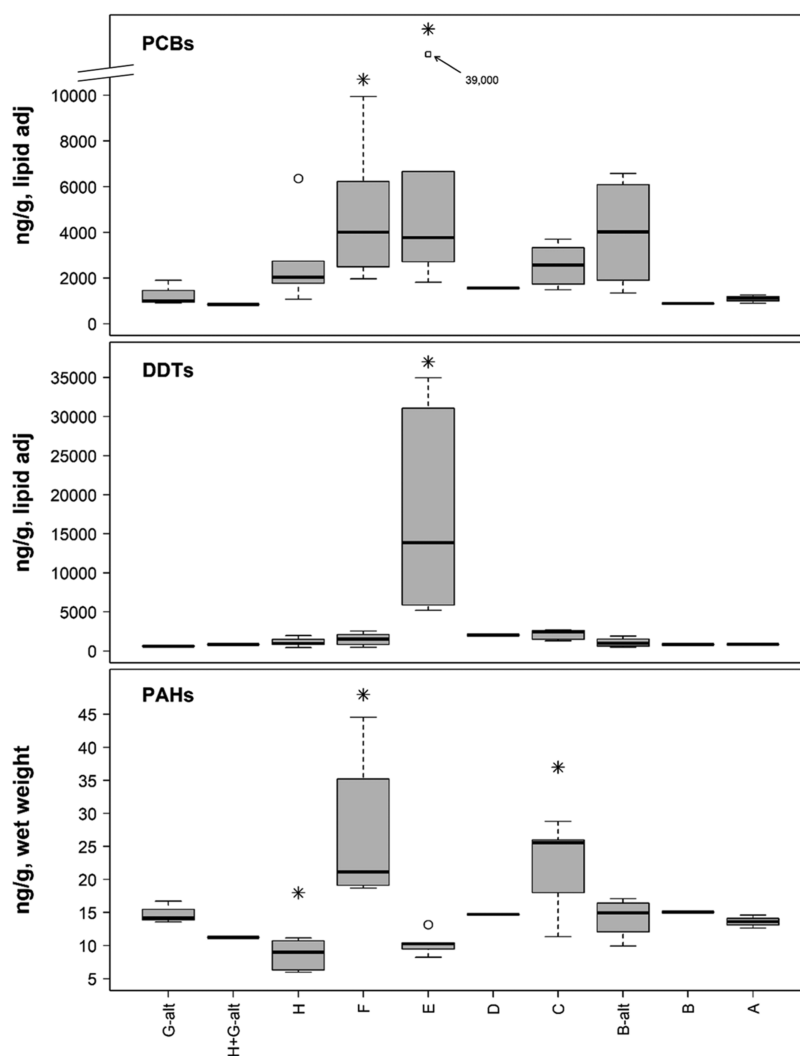 PCBs
39,000
ng/g, lipid adj
10000
8000
6000
4000
2000
0
DDTs
ng/g, lipid adj
35000
30000
25000
20000
15000
10000
5000
0
PAHs
ng/g, wet weight
45
40
35
30
25
20
15
10
5
G-alt
H+G-alt
H
F
E
D
C
B-alt
B
A